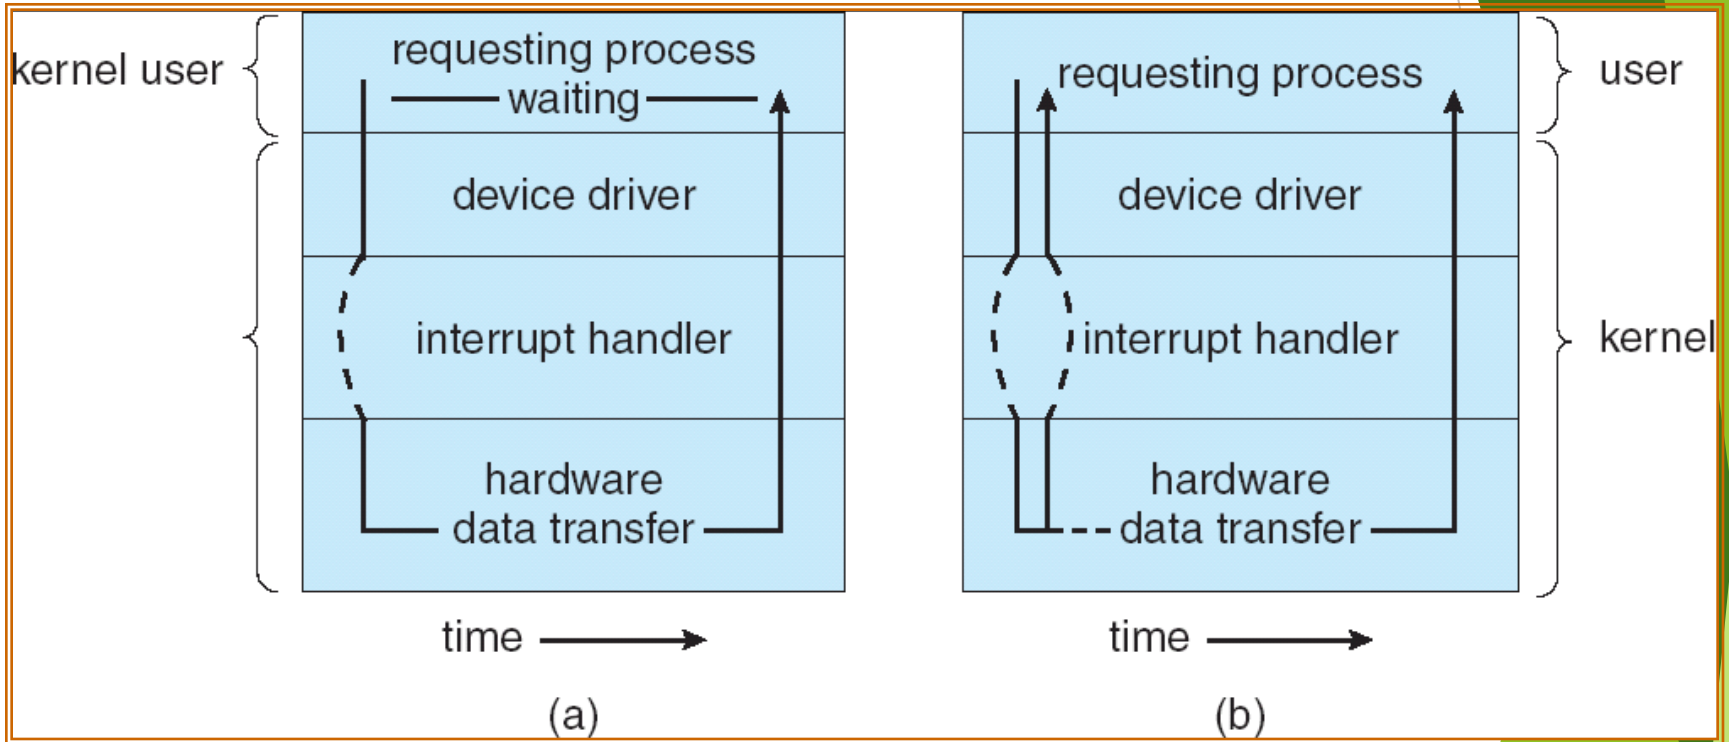 kernel user
requesting process
waiting
device driver
interrupt handler
hardware
data transfer
time
(a)
requesting process
device driver
interrupt handler
hardware
data transfer
time
(b)
user
kernel